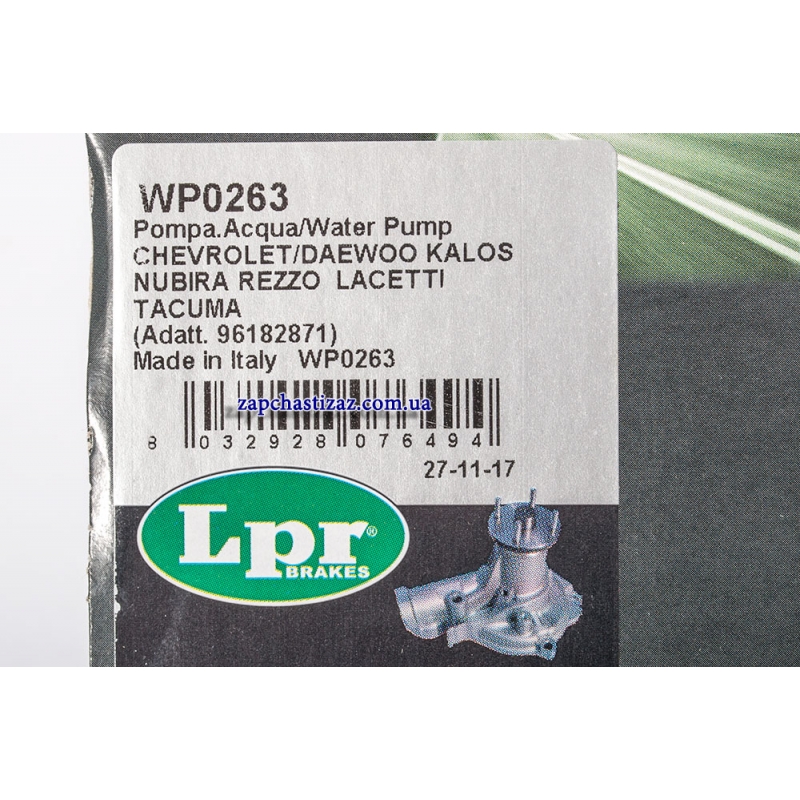 WP0263
Pompa.Acqua/Water Pump
CHEVROLET/DAEWOO KALOS
NUBIRA REZZO LACETTI
TACUMA
(Adatt. 96182871)
Made in Italy WP0263
zapchastizaz.com.ua
8 032928 076494
27-11-17
Lpr®
BRAKES